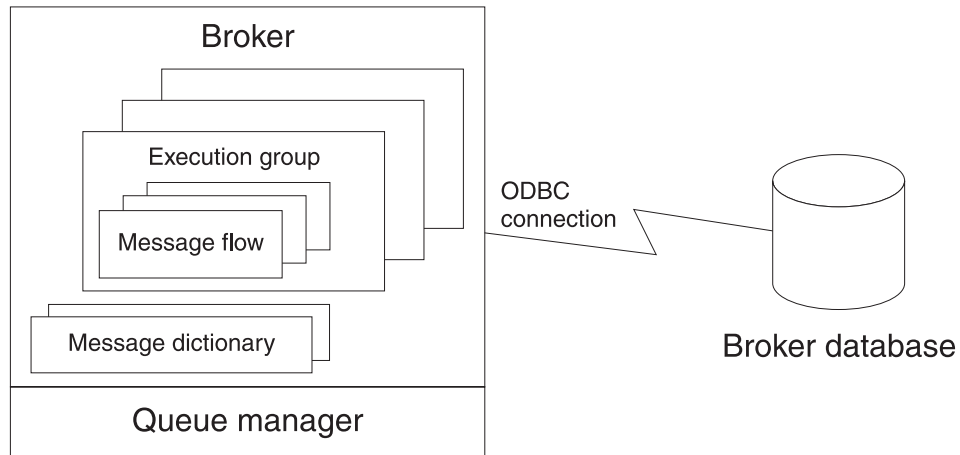 Broker
Execution group
Message flow
Message dictionary
Queue manager
ODBC
connection
Broker database